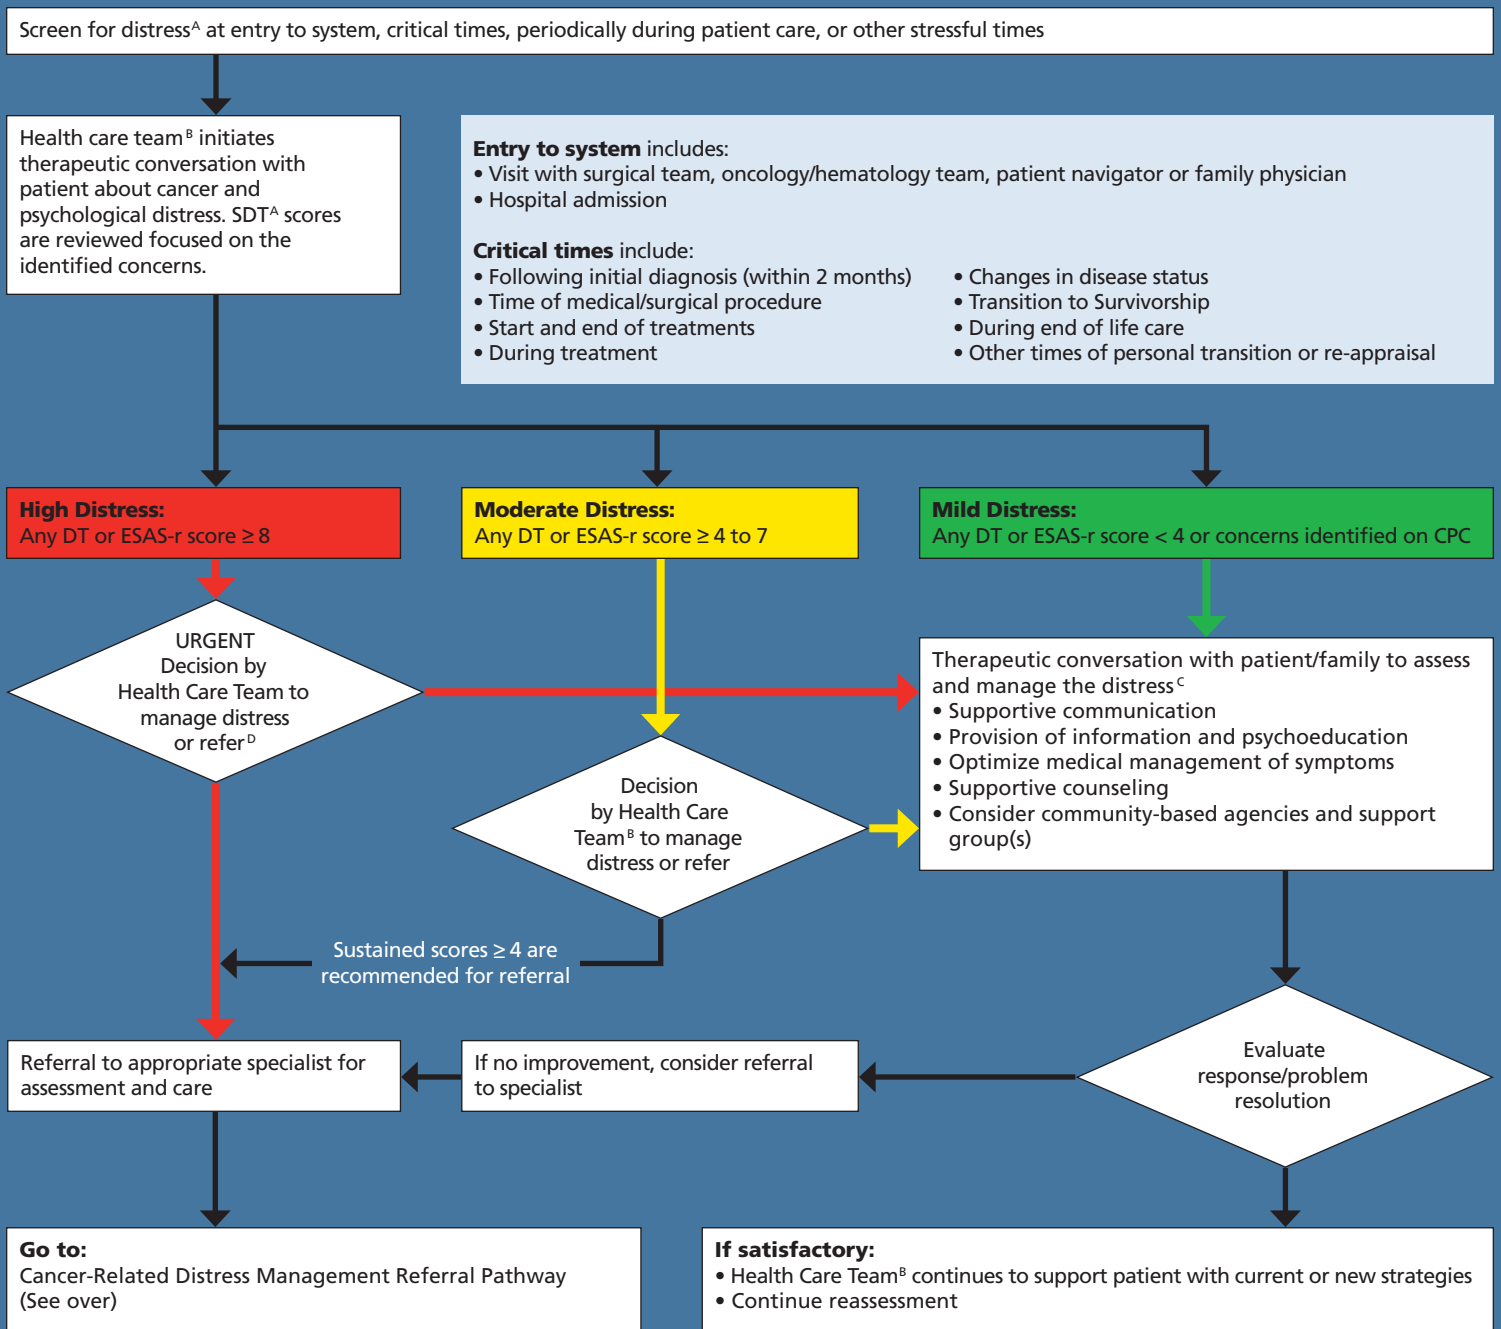 Screen for distressᴬ at entry to system, critical times, periodically during patient care, or other stressful times
Health care teamᴮ initiates
therapeutic conversation with
patient about cancer and
psychological distress. SDTᴬ scores
are reviewed focused on the
identified concerns.
Entry to system includes:
• Visit with surgical team, oncology/hematology team, patient navigator or family physician
• Hospital admission
Critical times include:
• Following initial diagnosis (within 2 months)
• Time of medical/surgical procedure
• Start and end of treatments
• During treatment
• Changes in disease status
• Transition to Survivorship
• During end of life care
• Other times of personal transition or re-appraisal
High Distress:
Any DT or ESAS-r score ≥ 8
Moderate Distress:
Any DT or ESAS-r score ≥ 4 to 7
Mild Distress:
Any DT or ESAS-r score < 4 or concerns identified on CPC
URGENT
Decision by
Health Care Team to
manage distress
or referᴰ
Decision
by Health Care
Teamᴮ to manage
distress or refer
Therapeutic conversation with patient/family to assess
and manage the distressᶜ
• Supportive communication
• Provision of information and psychoeducation
• Optimize medical management of symptoms
• Supportive counseling
• Consider community-based agencies and support
group(s)
Sustained scores ≥ 4 are
recommended for referral
Referral to appropriate specialist for
assessment and care
If no improvement, consider referral
to specialist
Evaluate
response/problem
resolution
Go to:
Cancer-Related Distress Management Referral Pathway
(See over)
If satisfactory:
• Health Care Teamᴮ continues to support patient with current or new strategies
• Continue reassessment